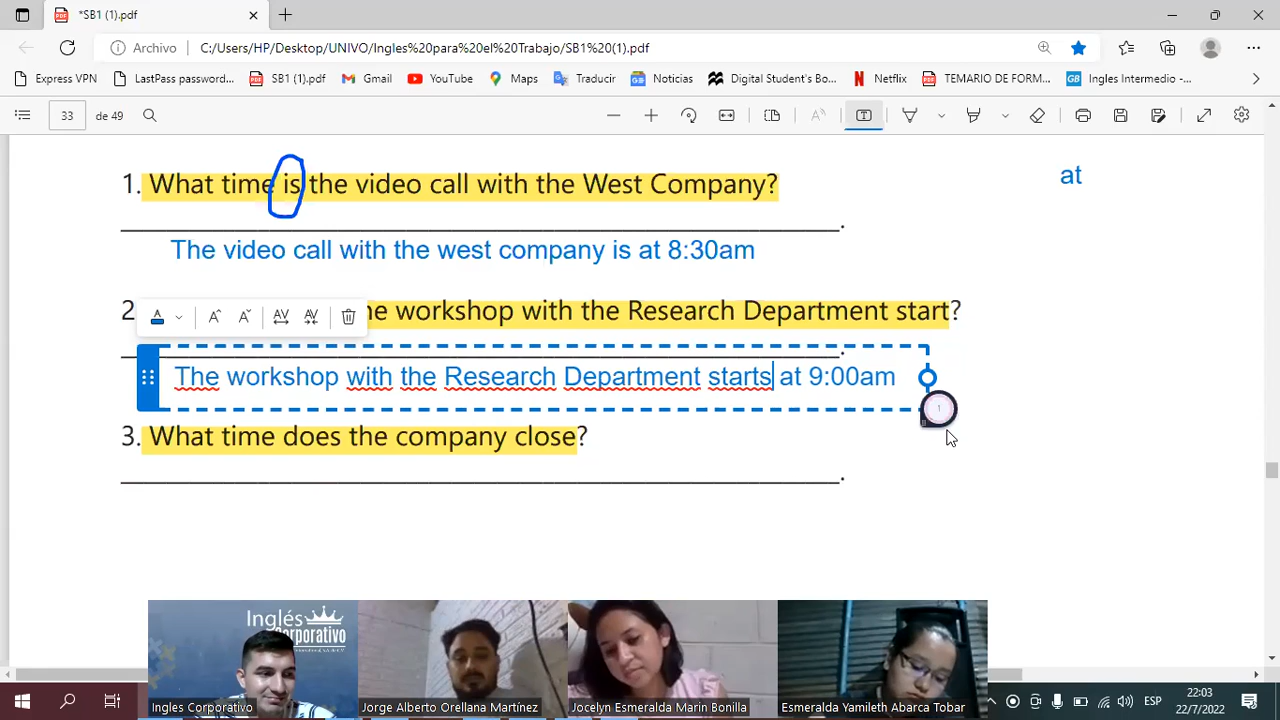 *SB1 (1).pdf
Archivo C:/Users/HP/Desktop/UNIVO/Ingles%20para%20el%20Trabajo/SB1%20(1).pdf
Express VPN LastPass password... SB1 (1).pdf Gmail YouTube Maps Traducir Noticias Digital Student's Bo... Netflix TEMARIO DE FORM... Ingles Intermedio -...
33 de 49
1. What time is the video call with the West Company? at
The video call with the west company is at 8:30am
2 he workshop with the Research Department start?
The workshop with the Research Department starts at 9:00am
3. What time does the company close?
Inglés
Corporativo
Ingles Corporativo Jorge Alberto Orellana Martínez Jocelyn Esmeralda Marin Bonilla Esmeralda Yamileth Abarca Tobar
ESP 22:03
22/7/2022